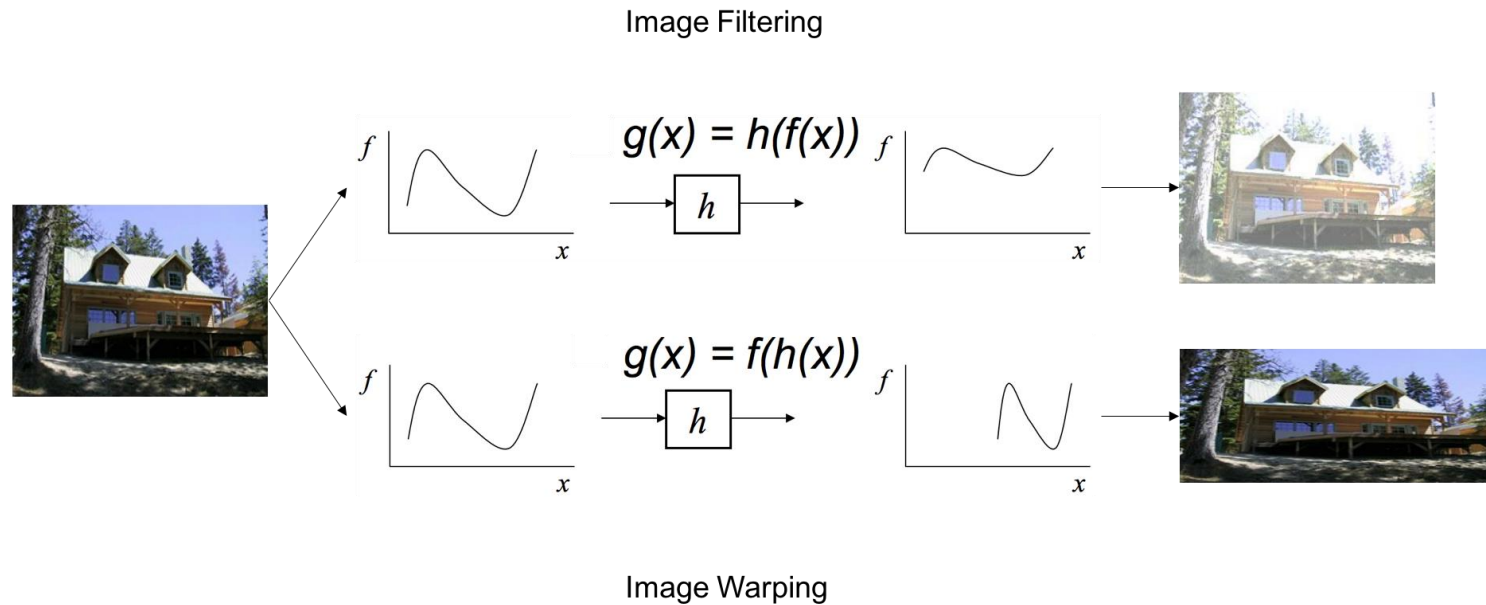 Image Filtering
g(x) = h(f(x))
f
x
h
f
x
g(x) = f(h(x))
f
x
h
f
x
Image Warping